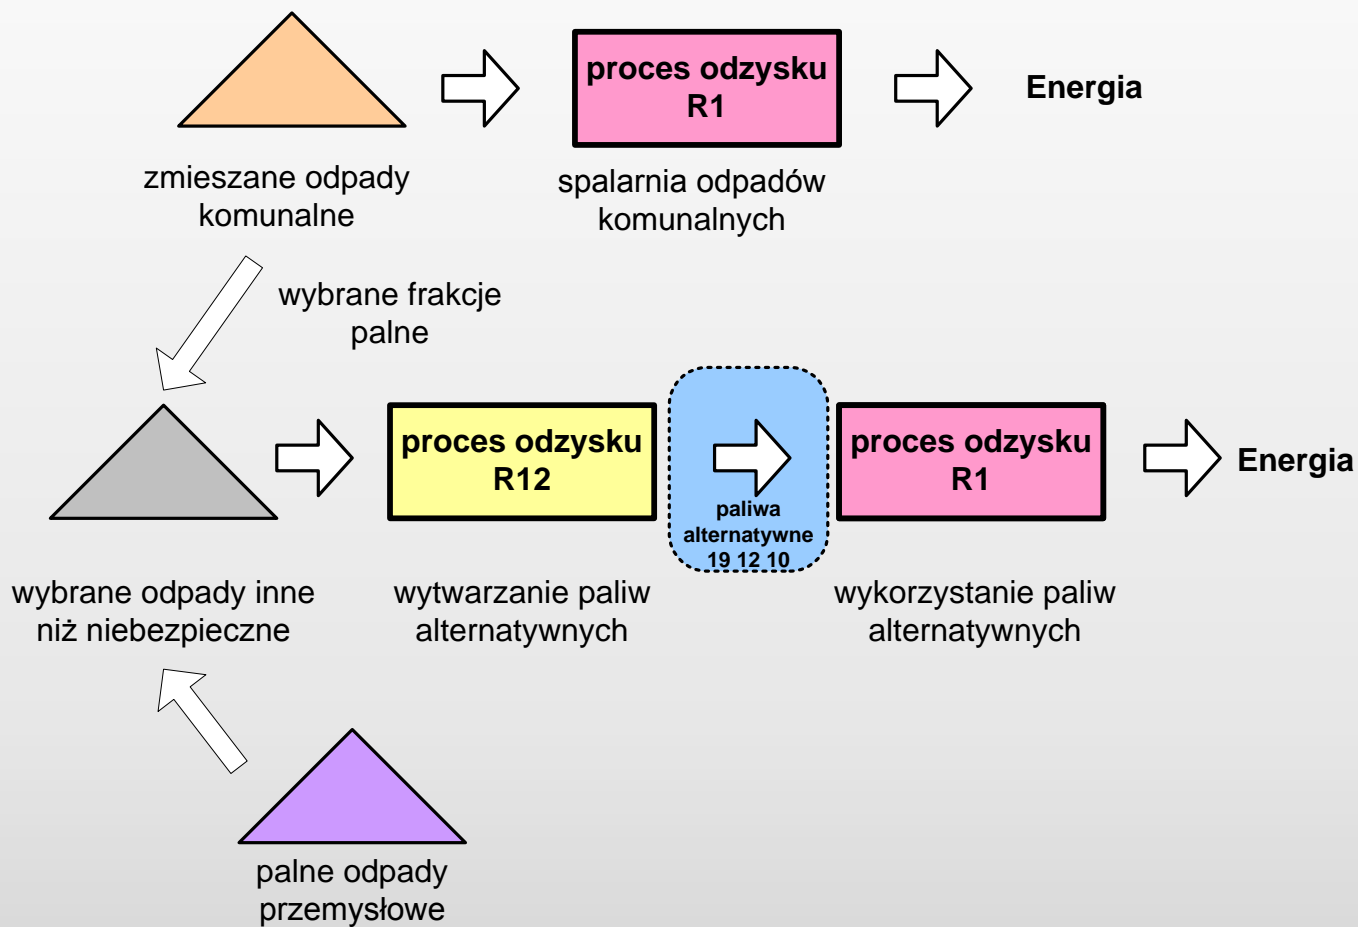 proces odzysku
R1
Energia
zmieszane odpady
komunalne
spalarnia odpadów
komunalnych
wybrane frakcje
palne
proces odzysku
R12
paliwa
alternatywne
19 12 10
proces odzysku
R1
Energia
wybrane odpady inne
niż niebezpieczne
wytwarzanie paliw
alternatywnych
wykorzystanie paliw
alternatywnych
palne odpady
przemysłowe